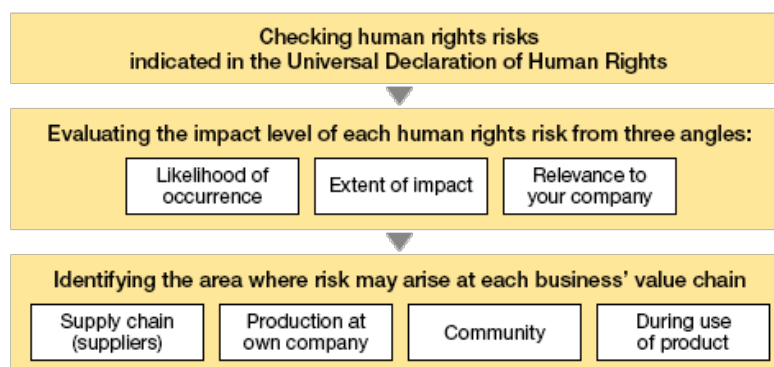 Checking human rights risks
indicated in the Universal Declaration of Human Rights
Evaluating the impact level of each human rights risk from three angles:
Likelihood of
occurrence
Extent of impact
Relevance to
your company
Identifying the area where risk may arise at each business’ value chain
Supply chain
(suppliers)
Production at
own company
Community
During use
of product